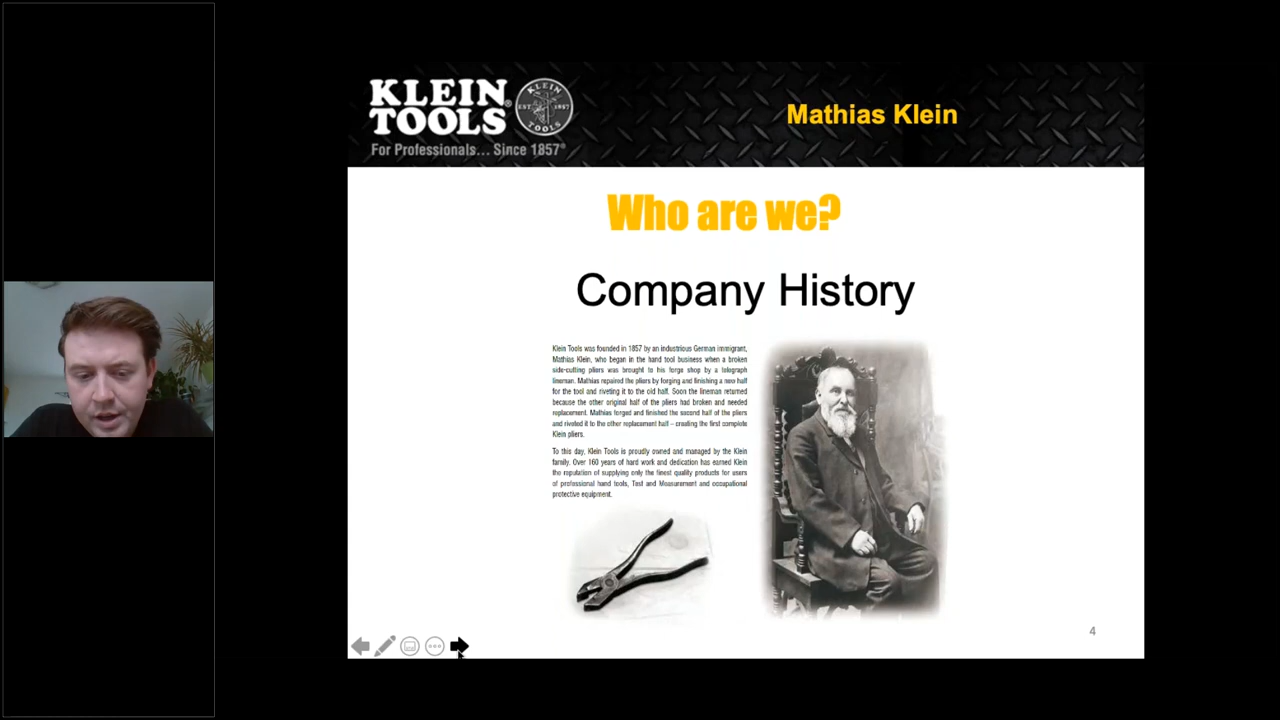 KLEIN
TOOLS®
KLEIN
EST. 1857
TOOLS
For Professionals... Since 1857®
Mathias Klein
Who are we?
Company History
Klein Tools was founded in 1857 by an industrious German immigrant,
Mathias Klein, who began in the hand tool business when a broken
side-cutting pliers was brought to his forge shop by a telegraph
lineman. Mathias repaired the pliers by forging and finishing a new half
for the tool and riveting it to the old half. Soon the lineman returned
because the other original half of the pliers had broken and needed
replacement. Mathias forged and finished the second half of the pliers
and riveted it to the other replacement half – creating the first complete
Klein pliers.
To this day, Klein Tools is proudly owned and managed by the Klein
family. Over 160 years of hard work and dedication has earned Klein
the reputation of supplying only the finest quality products for users
of professional hand tools, Test and Measurement and occupational
protective equipment.
4